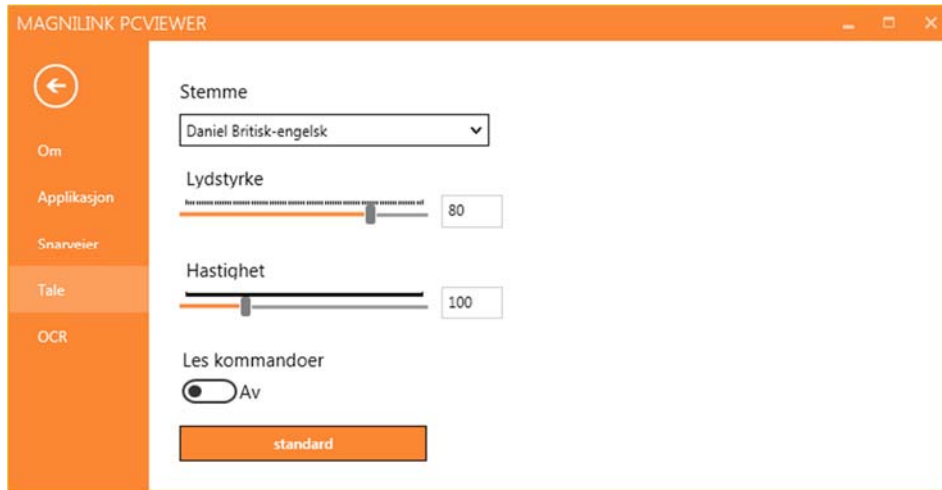 MAGNILINK PCVIEWER
Om
Applikasjon
Snarveier
Tale
OCR
Stemme
Daniel Britisk-engelsk
Lydstyrke
80
Hastighet
100
Les kommandoer
Av
standard